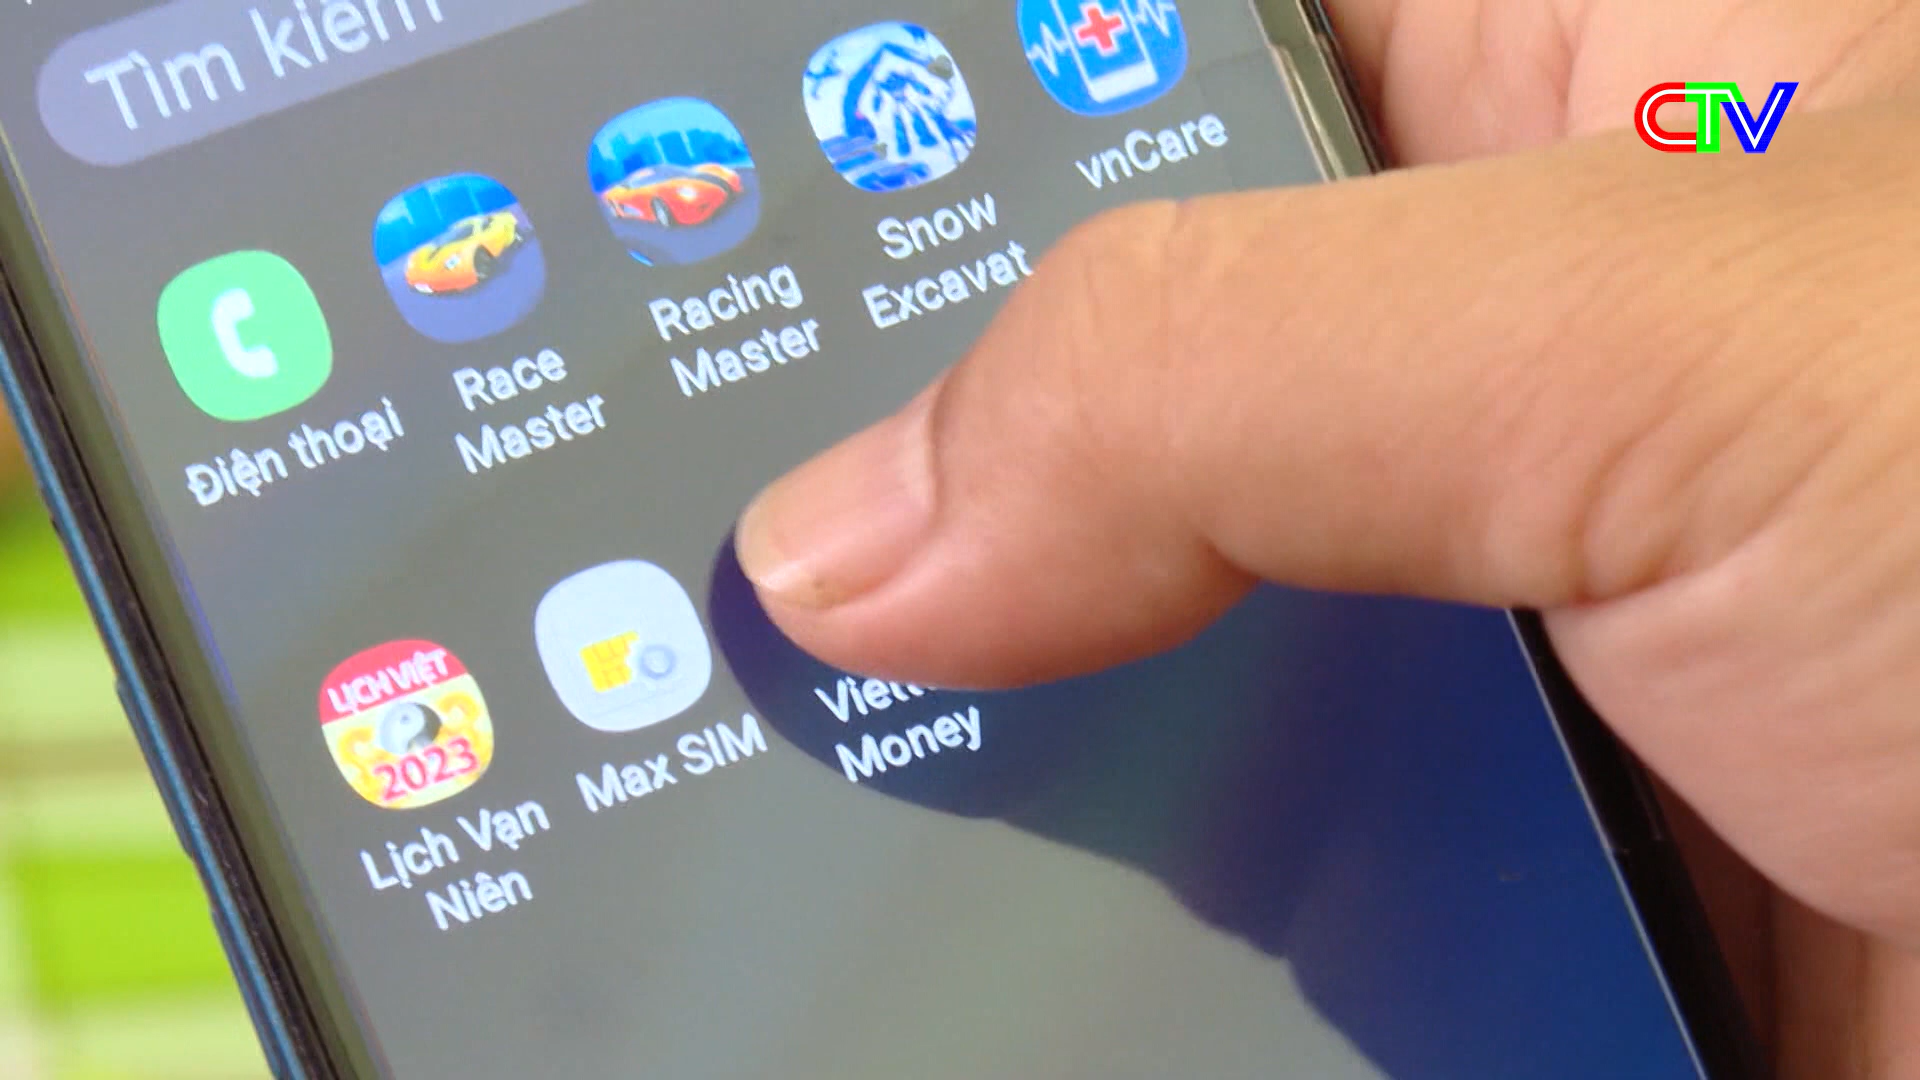 Tìm kiếm
CTV
vnCare
Snow
Excavat
Racing
Master
Race
Master
Điện thoại
LỊCH VIỆT
2023
Lịch Vạn
Niên
Max SIM
Money